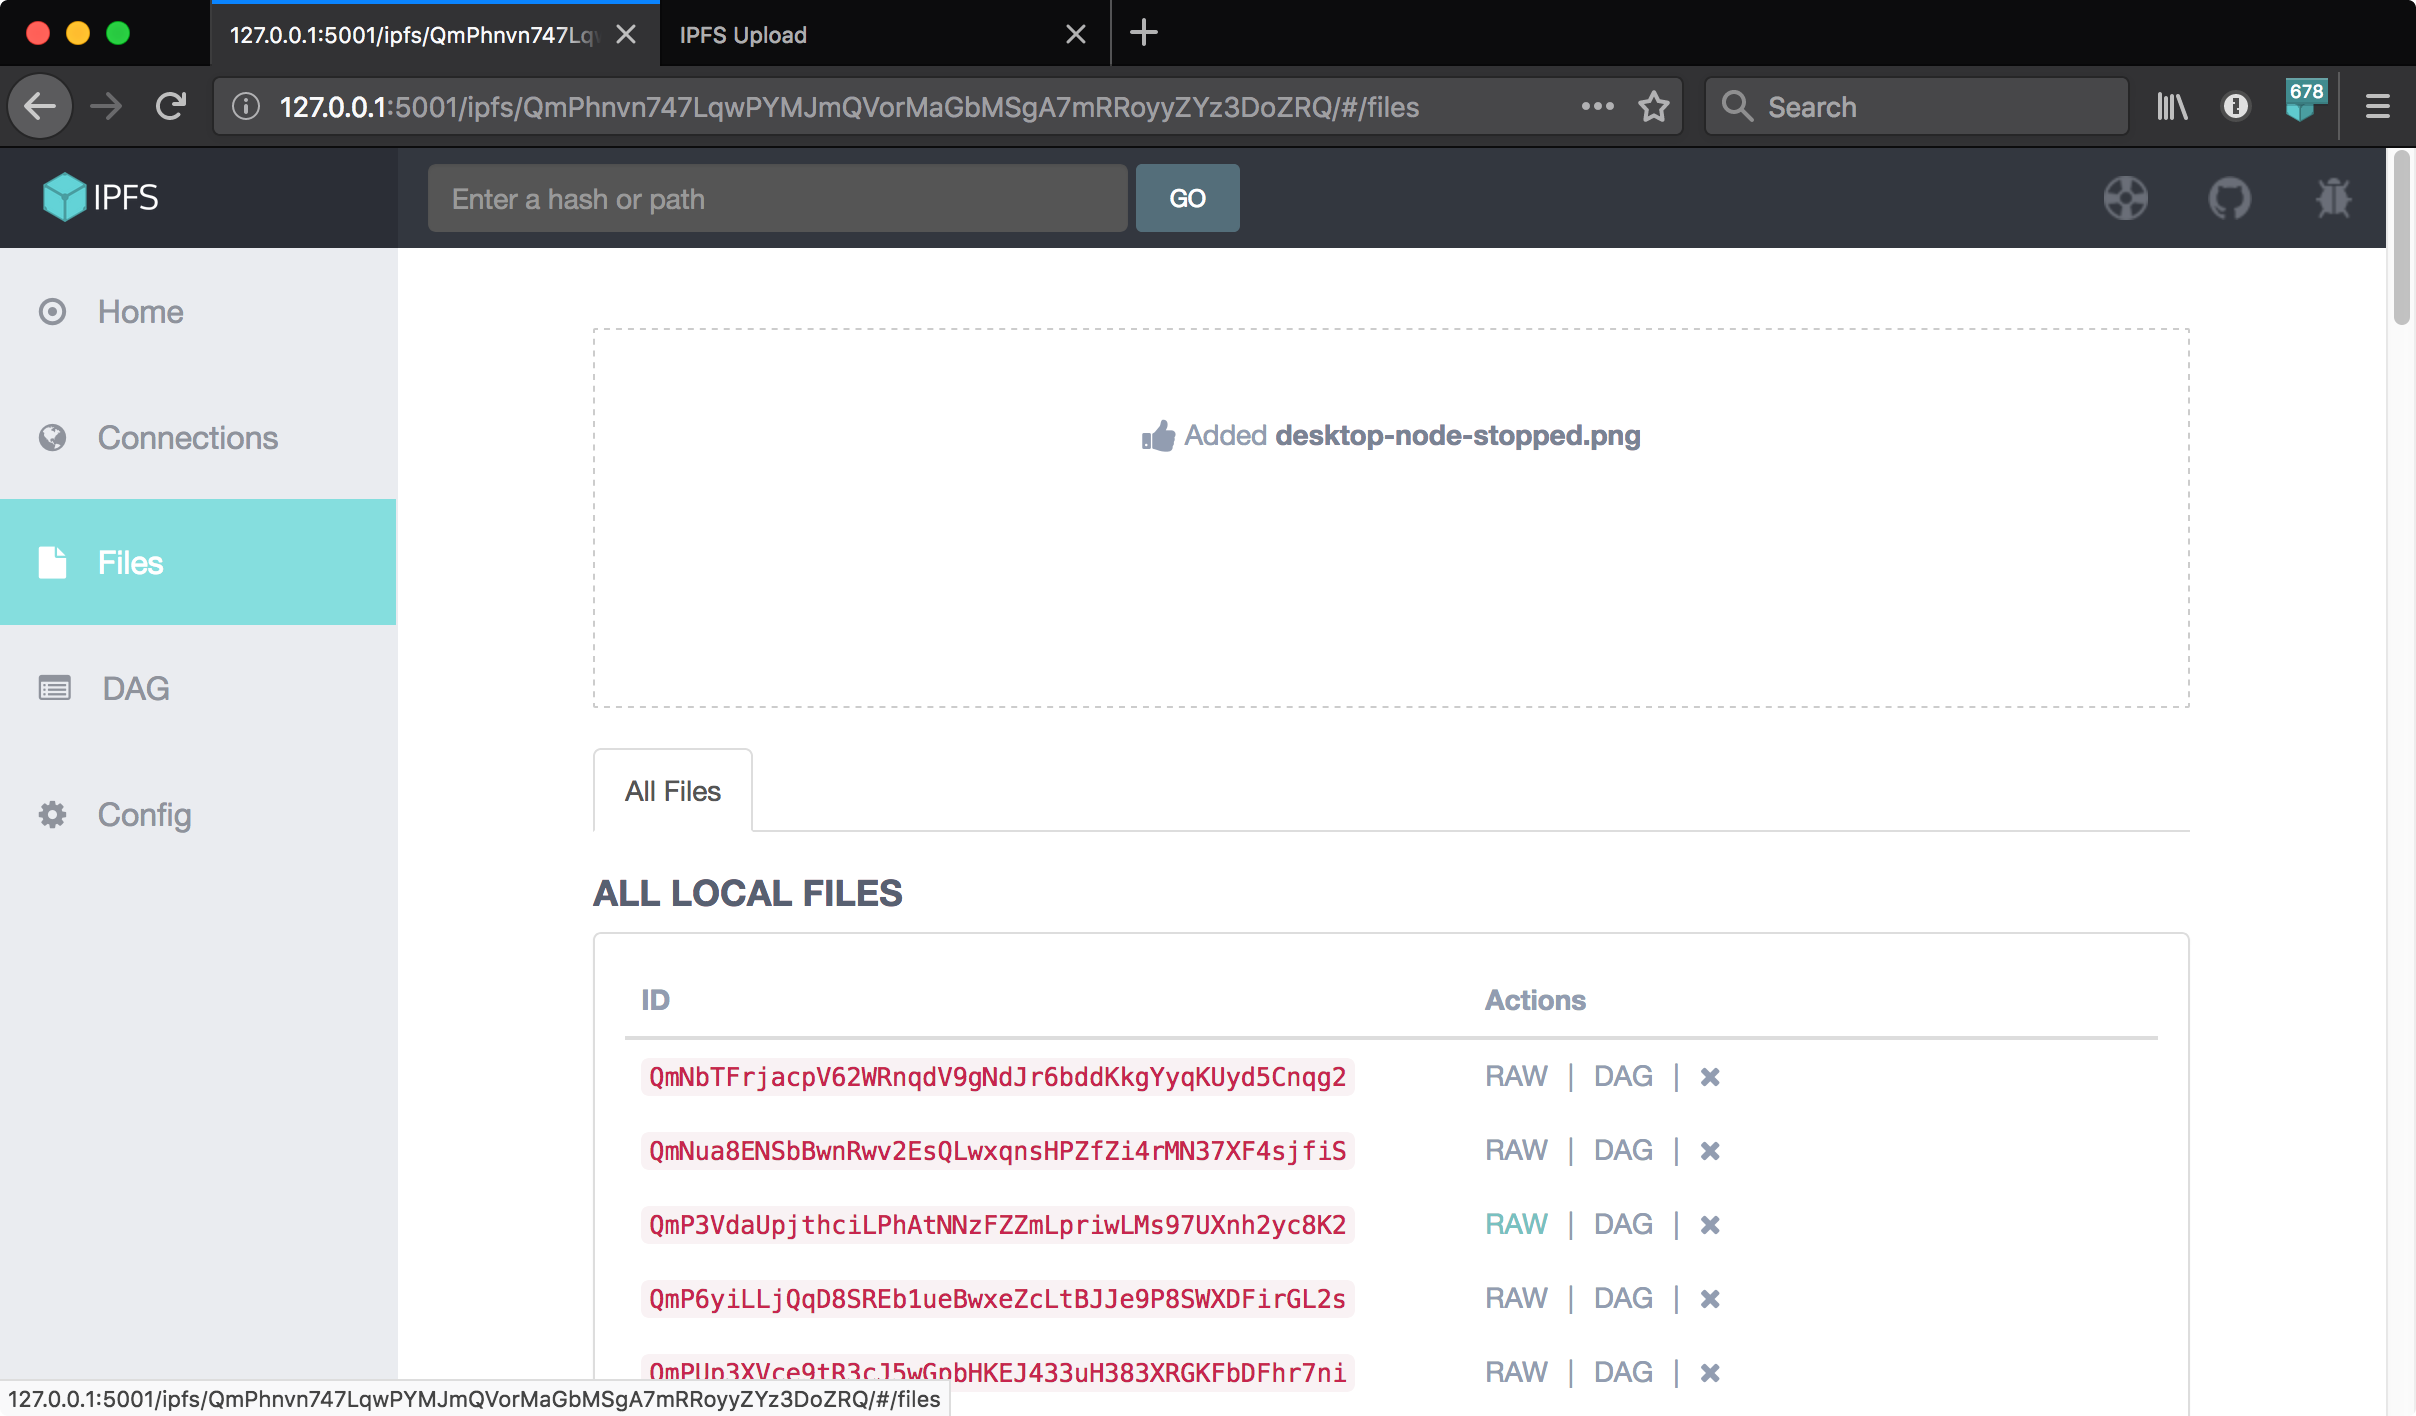 127.0.0.1:5001/ipfs/QmPhnvn747Lq
IPFS Upload
127.0.0.1:5001/ipfs/QmPhnvn747LqwPYMJmQVorMaGbMSgA7mRRoyyZYz3DoZRQ/#/files
Search
678
IPFS
Enter a hash or path
GO
Home
Connections
Files
DAG
Config
Added desktop-node-stopped.png
All Files
ALL LOCAL FILES
ID Actions
QmNbTFrjacpV62WRnqdV9gNdJr6bddKkgYyqKUyd5Cnqg2 RAW | DAG | ✖
QmNua8ENSbBwnRwv2EsQLwxqnsHPZfZi4rMN37XF4sjfiS RAW | DAG | ✖
QmP3VdaUpjthciLPhAtNNzFZZmLpriwLMs97UXnh2yc8K2 RAW | DAG | ✖
QmP6yiLLjQqD8SREb1ueBwxeZcLtBJJe9P8SWXDFirGL2s RAW | DAG | ✖
QmPUp3XVce9tR3cJ5wGpbHKEJ433uH383XRGKFbDFhr7ni RAW | DAG | ✖
127.0.0.1:5001/ipfs/QmPhnvn747LqwPYMJmQVorMaGbMSgA7mRRoyyZYz3DoZRQ/#/files